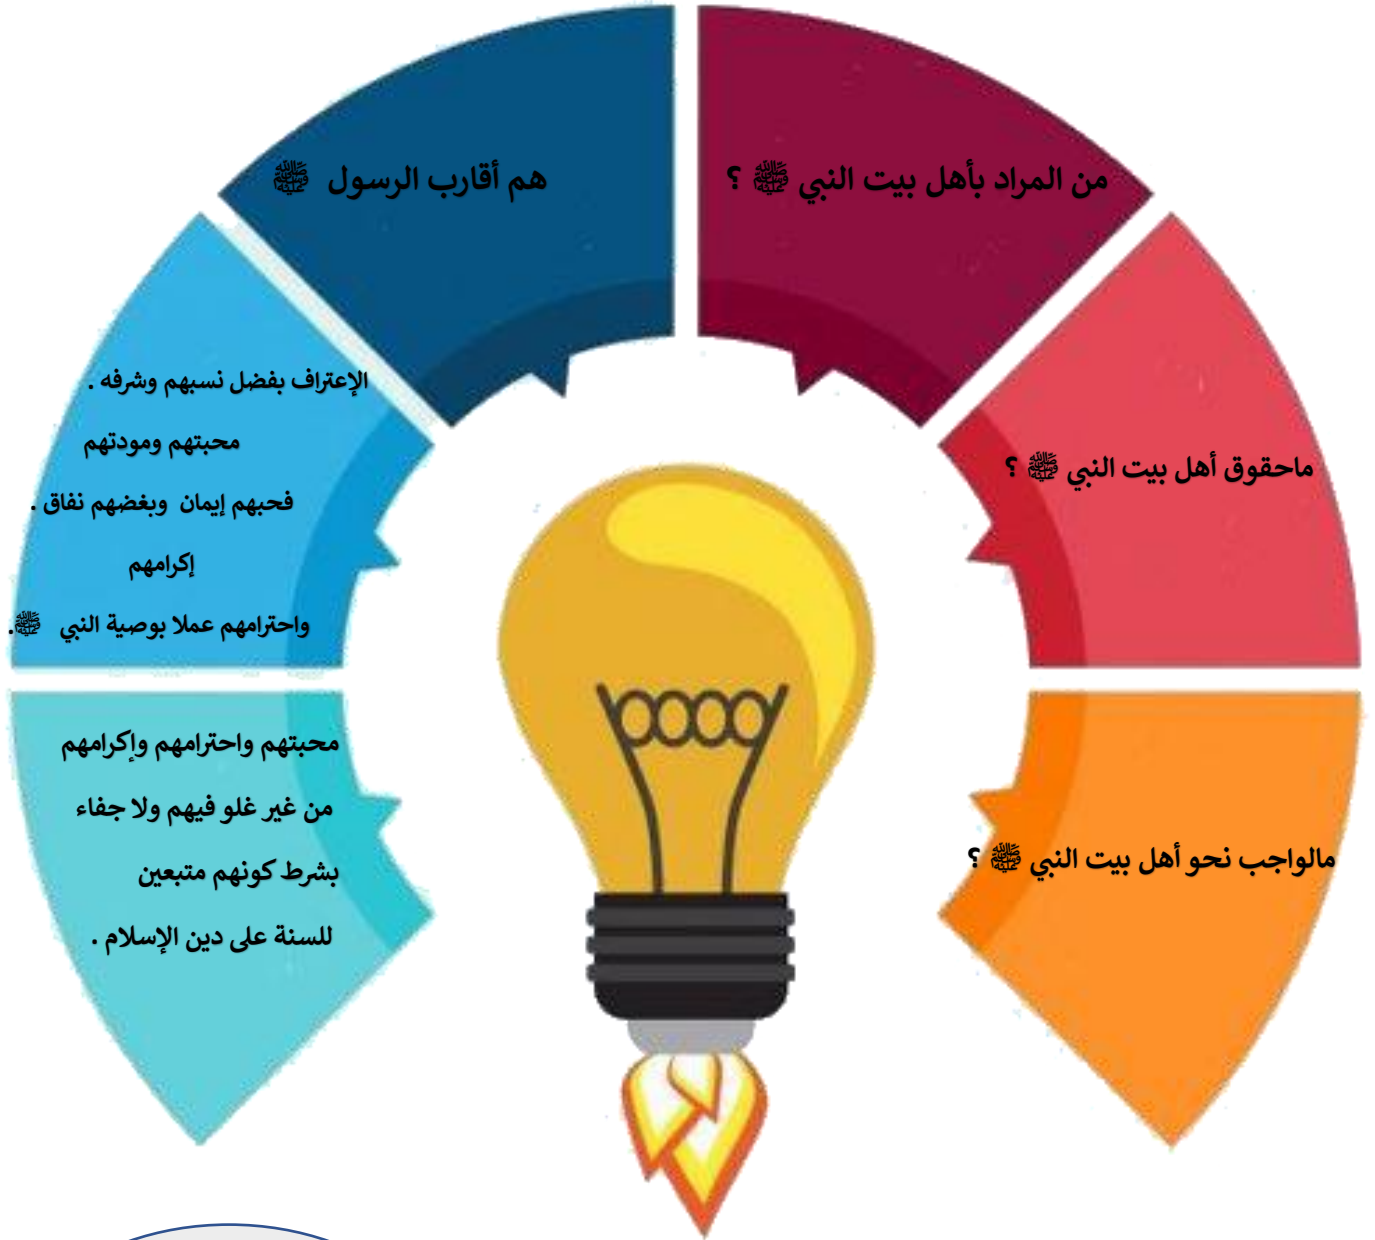 من المراد بأهل بيت النبي ﷺ ؟
هم أقارب الرسول ﷺ
ماحقوق أهل بيت النبي ﷺ ؟
الإعتراف بفضل نسبهم وشرفه .
محبتهم ومودتهم
فحبهم إيمان وبغضهم نفاق .
إكرامهم
واحترامهم عملا بوصية النبي ﷺ.
مالواجب نحو أهل بيت النبي ﷺ ؟
محبتهم واحترامهم وإكرامهم
من غير غلو فيهم ولا جفاء
بشرط كونهم متبعين
للسنة على دين الإسلام .